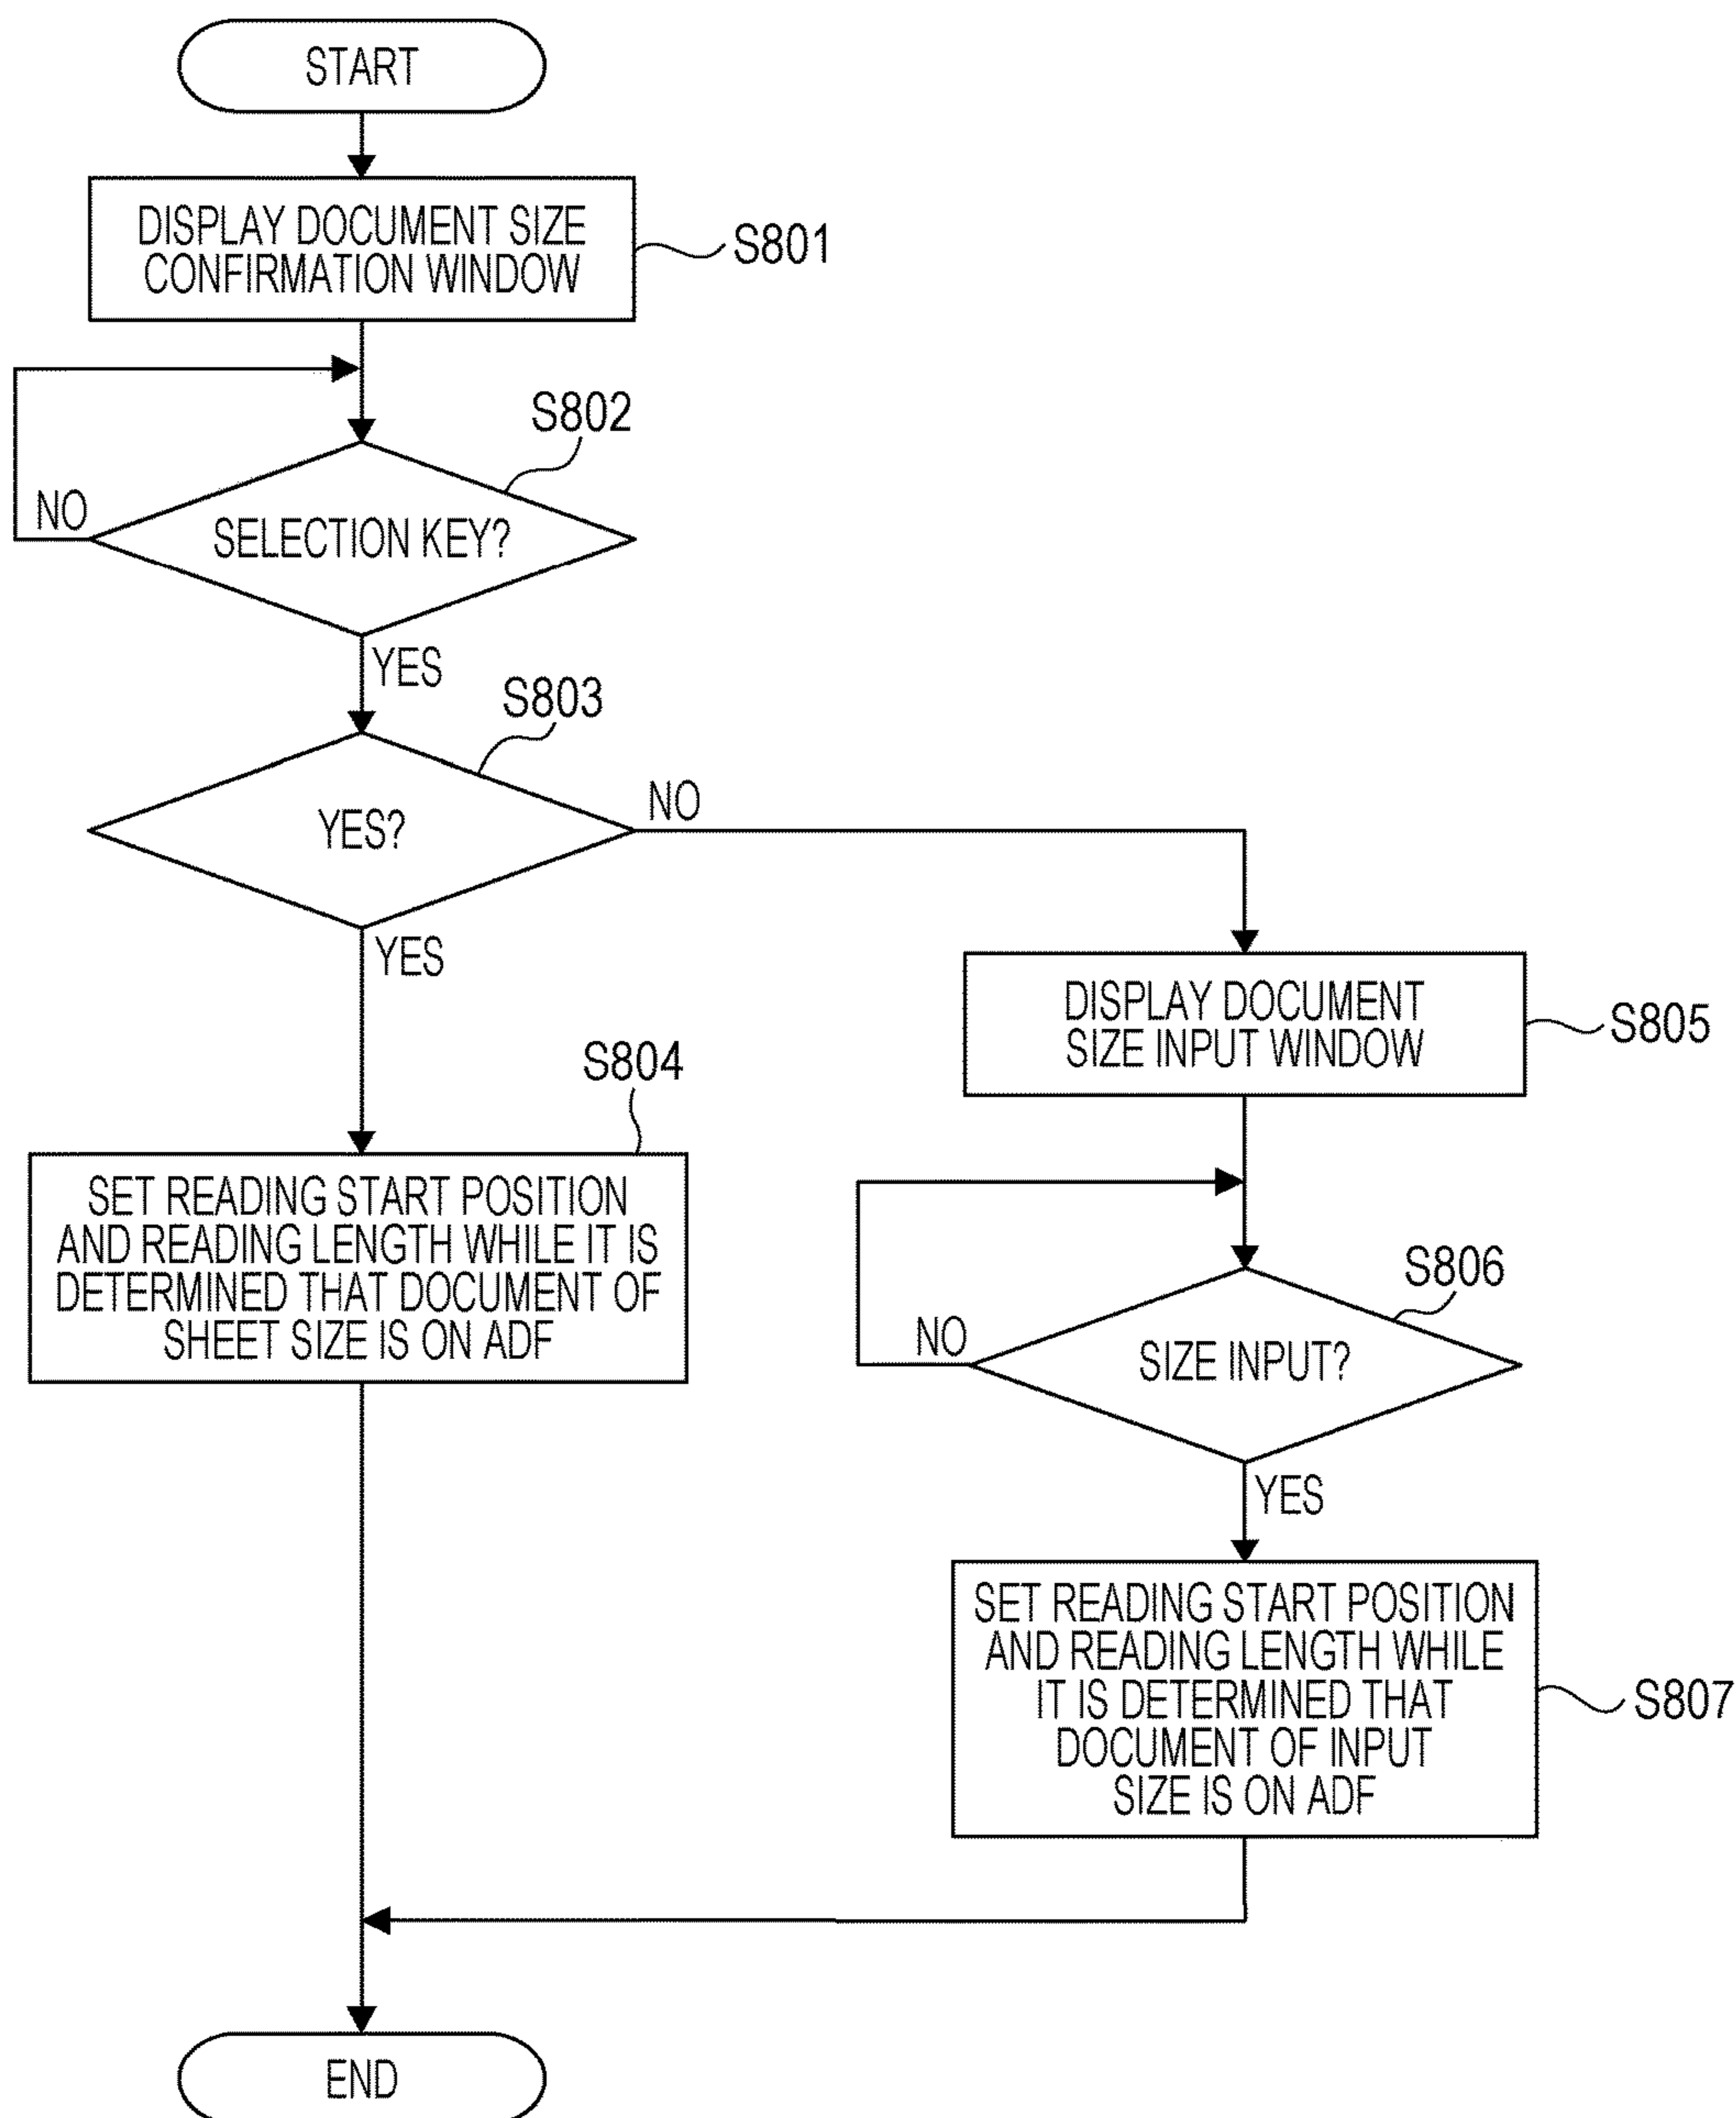 START
DISPLAY DOCUMENT SIZE
CONFIRMATION WINDOW
S801
S802
NO
SELECTION KEY?
YES
S803
YES?
NO
YES
DISPLAY DOCUMENT
SIZE INPUT WINDOW
S805
S804
SET READING START POSITION
AND READING LENGTH WHILE IT IS
DETERMINED THAT DOCUMENT OF
SHEET SIZE IS ON ADF
S806
NO
SIZE INPUT?
YES
SET READING START POSITION
AND READING LENGTH WHILE
IT IS DETERMINED THAT
DOCUMENT OF INPUT
SIZE IS ON ADF
S807
END